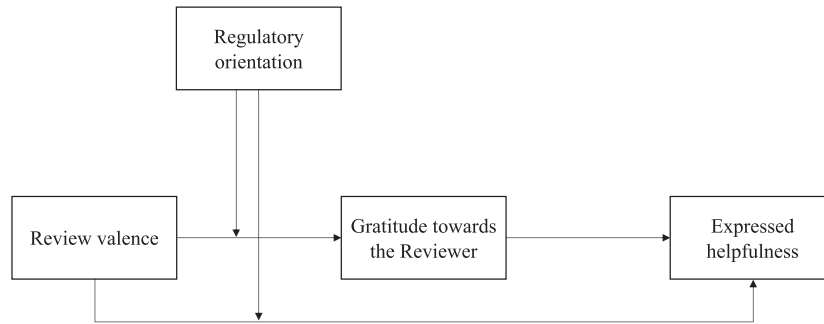 Regulatory
orientation
Review valence
Gratitude towards
the Reviewer
Expressed
helpfulness